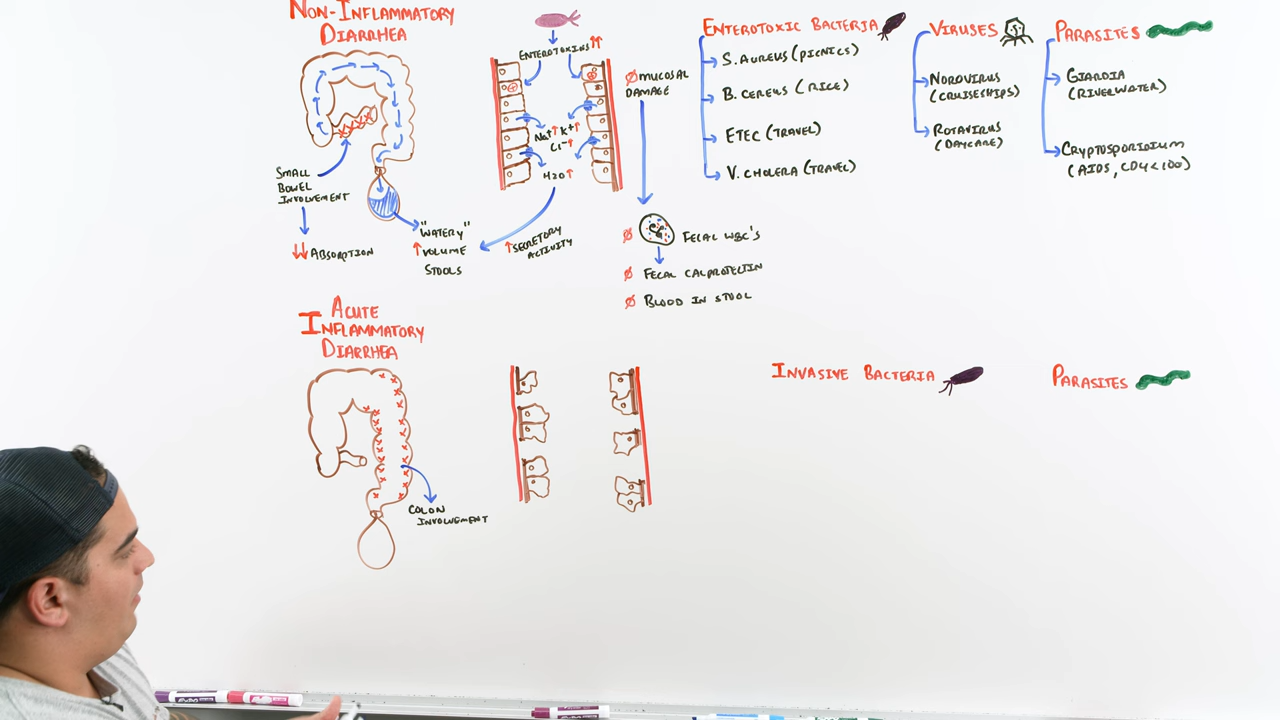 NON-INFLAMMATORY
DIARRHEA
SMALL
BOWEL
INVOLVEMENT
↓↓ ABSORPTION
"WATERY"
↑ VOLUME
STOOLS
ENTEROTOXINS ↑↑
Na+↑ K+↑
Cl-↑
H2O↑
↑SECRETORY
ACTIVITY
Ø MUCOSAL
DAMAGE
Ø FECAL WBC'S
Ø FECAL CALPROTECTIN
Ø BLOOD IN STOOL
ENTEROTOXIC BACTERIA
S. AUREUS (PICNICS)
B. CEREUS (RICE)
ETEC (TRAVEL)
V. CHOLERA (TRAVEL)
VIRUSES
NOROVIRUS
(CRUISESHIPS)
ROTAVIRUS
(DAYCARE)
PARASITES
GIARDIA
(RIVERWATER)
CRYPTOSPORIDIUM
(AIDS, CD4<100)
ACUTE
INFLAMMATORY
DIARRHEA
COLON
INVOLVEMENT
INVASIVE BACTERIA
PARASITES